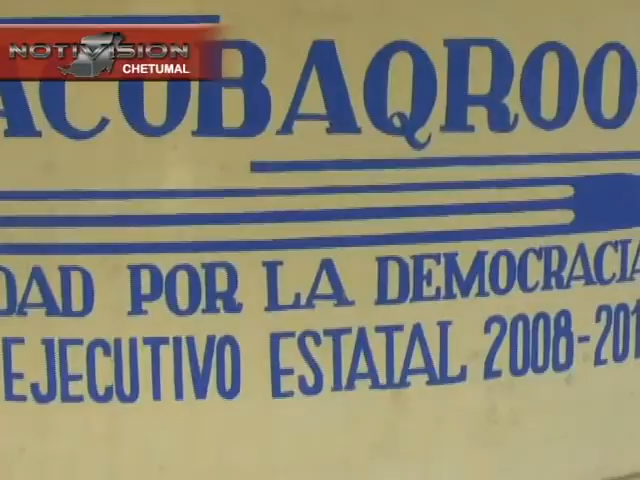 NOTIVISION
CHETUMAL
ACOBAQROO
DAD POR LA DEMOCRACIA
EJECUTIVO ESTATAL 2008-201